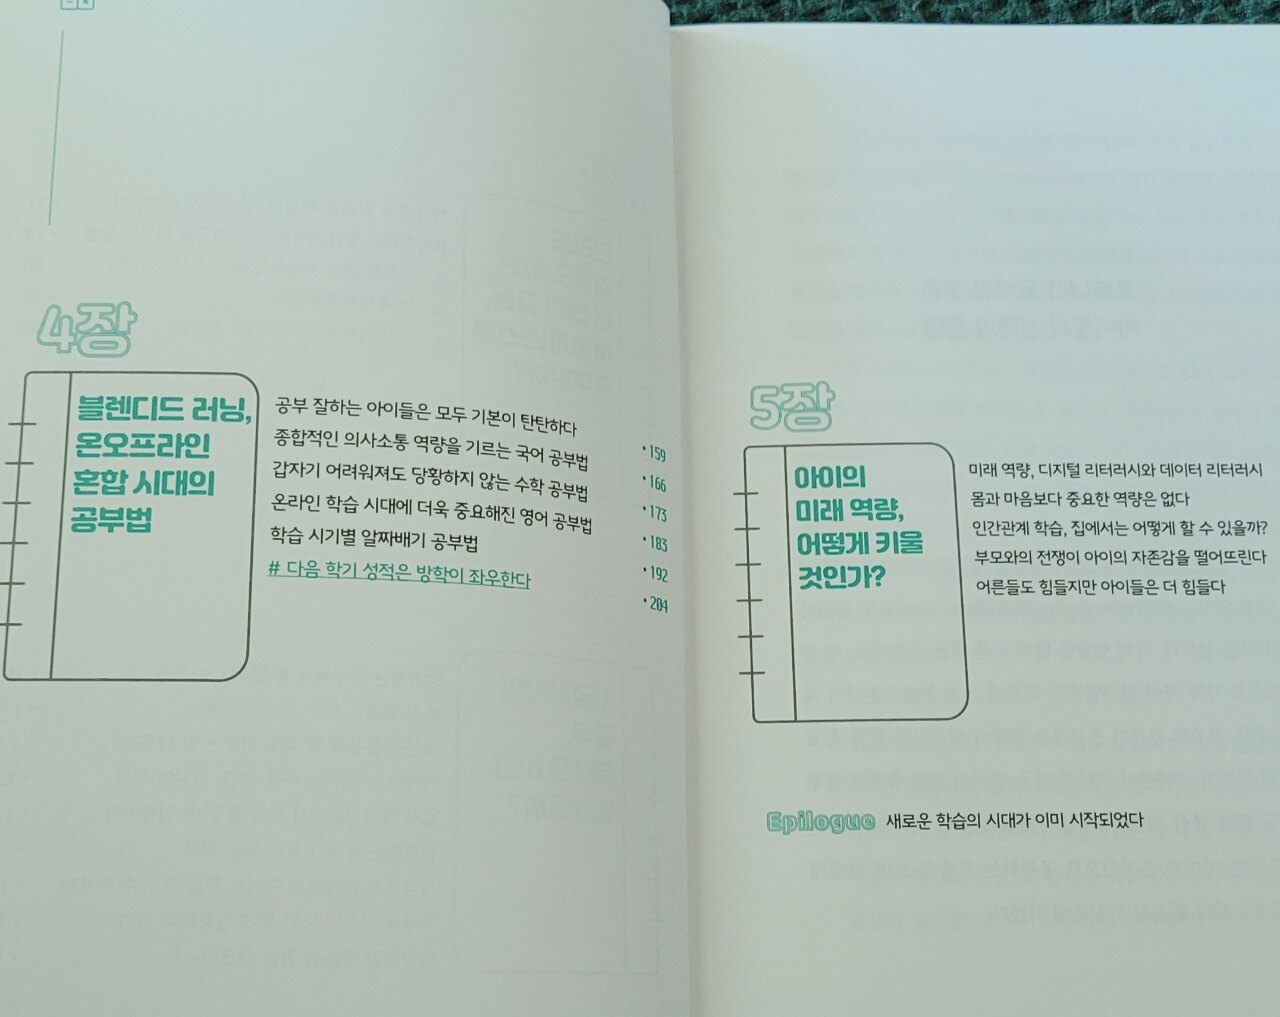 4장
블렌디드 러닝,
온오프라인
혼합 시대의
공부법
공부 잘하는 아이들은 모두 기본이 탄탄하다 •159
종합적인 의사소통 역량을 기르는 국어 공부법 •166
갑자기 어려워져도 당황하지 않는 수학 공부법 •173
온라인 학습 시대에 더욱 중요해진 영어 공부법 •183
학습 시기별 알짜배기 공부법 •192
# 다음 학기 성적은 방학이 좌우한다 •204
5장
아이의
미래 역량,
어떻게 키울
것인가?
미래 역량, 디지털 리터러시와 데이터 리터러시
몸과 마음보다 중요한 역량은 없다
인간관계 학습, 집에서는 어떻게 할 수 있을까?
부모와의 전쟁이 아이의 자존감을 떨어뜨린다
어른들도 힘들지만 아이들은 더 힘들다
Epilogue 새로운 학습의 시대가 이미 시작되었다